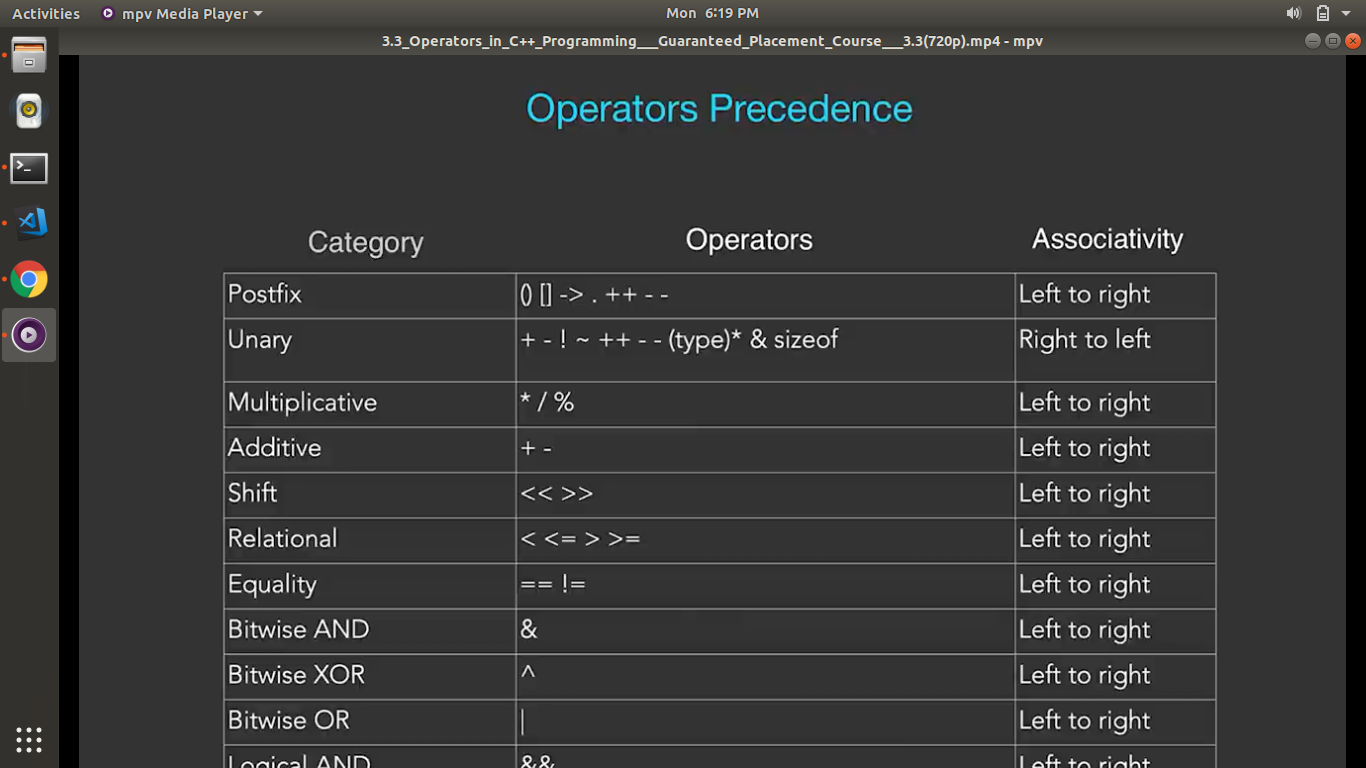 Activities mpv Media Player Mon 6:19 PM
3.3_Operators_in_C++_Programming___Guaranteed_Placement_Course___3.3(720p).mp4 - mpv
Operators Precedence
Category Operators Associativity
Postfix () [] -> . ++ - - Left to right
Unary + - ! ~ ++ - - (type)* & sizeof Right to left
Multiplicative * / % Left to right
Additive + - Left to right
Shift << >> Left to right
Relational < <= > >= Left to right
Equality == != Left to right
Bitwise AND & Left to right
Bitwise XOR ^ Left to right
Bitwise OR | Left to right
Logical AND && Left to right